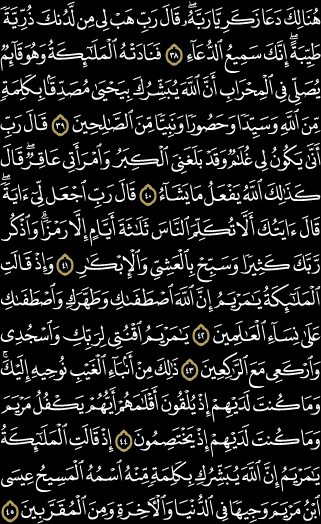 هُنَالِكَ دَعَا زَكَرِيَّا رَبَّهُۥ ۖ قَالَ رَبِّ هَبْ لِى مِن لَّدُنكَ ذُرِّيَّةً
طَيِّبَةً ۖ إِنَّكَ سَمِيعُ ٱلدُّعَآءِ ٣٨ فَنَادَتْهُ ٱلْمَلَـٰٓئِكَةُ وَهُوَ قَآئِمٌ
يُصَلِّى فِى ٱلْمِحْرَابِ أَنَّ ٱللَّهَ يُبَشِّرُكَ بِيَحْيَىٰ مُصَدِّقًۢا بِكَلِمَةٍ
مِّنَ ٱللَّهِ وَسَيِّدًا وَحَصُورًا وَنَبِيًّا مِّنَ ٱلصَّـٰلِحِينَ ٣٩ قَالَ رَبِّ
أَنَّىٰ يَكُونُ لِى غُلَـٰمٌ وَقَدْ بَلَغَنِىَ ٱلْكِبَرُ وَٱمْرَأَتِى عَاقِرٌ ۖ قَالَ
كَذَٰلِكَ ٱللَّهُ يَفْعَلُ مَا يَشَآءُ ٤٠ قَالَ رَبِّ ٱجْعَل لِّىٓ ءَايَةً ۖ
قَالَ ءَايَتُكَ أَلَّا تُكَلِّمَ ٱلنَّاسَ ثَلَـٰثَةَ أَيَّامٍ إِلَّا رَمْزًا ۗ وَٱذْكُر
رَّبَّكَ كَثِيرًا وَسَبِّحْ بِٱلْعَشِىِّ وَٱلْإِبْكَـٰرِ ٤١ وَإِذْ قَالَتِ
ٱلْمَلَـٰٓئِكَةُ يَـٰمَرْيَمُ إِنَّ ٱللَّهَ ٱصْطَفَىٰكِ وَطَهَّرَكِ وَٱصْطَفَىٰكِ
عَلَىٰ نِسَآءِ ٱلْعَـٰلَمِينَ ٤٢ يَـٰمَرْيَمُ ٱقْنُتِى لِرَبِّكِ وَٱسْجُدِى
وَٱرْكَعِى مَعَ ٱلرَّٰكِعِينَ ٤٣ ذَٰلِكَ مِنْ أَنۢبَآءِ ٱلْغَيْبِ نُوحِيهِ إِلَيْكَ ۚ
وَمَا كُنتَ لَدَيْهِمْ إِذْ يُلْقُونَ أَقْلَـٰمَهُمْ أَيُّهُمْ يَكْفُلُ مَرْيَمَ
وَمَا كُنتَ لَدَيْهِمْ إِذْ يَخْتَصِمُونَ ٤٤ إِذْ قَالَتِ ٱلْمَلَـٰٓئِكَةُ
يَـٰمَرْيَمُ إِنَّ ٱللَّهَ يُبَشِّرُكِ بِكَلِمَةٍ مِّنْهُ ٱسْمُهُ ٱلْمَسِيحُ عِيسَى
ٱبْنُ مَرْيَمَ وَجِيهًا فِى ٱلدُّنْيَا وَٱلْـَٔاخِرَةِ وَمِنَ ٱلْمُقَرَّبِينَ ٤٥